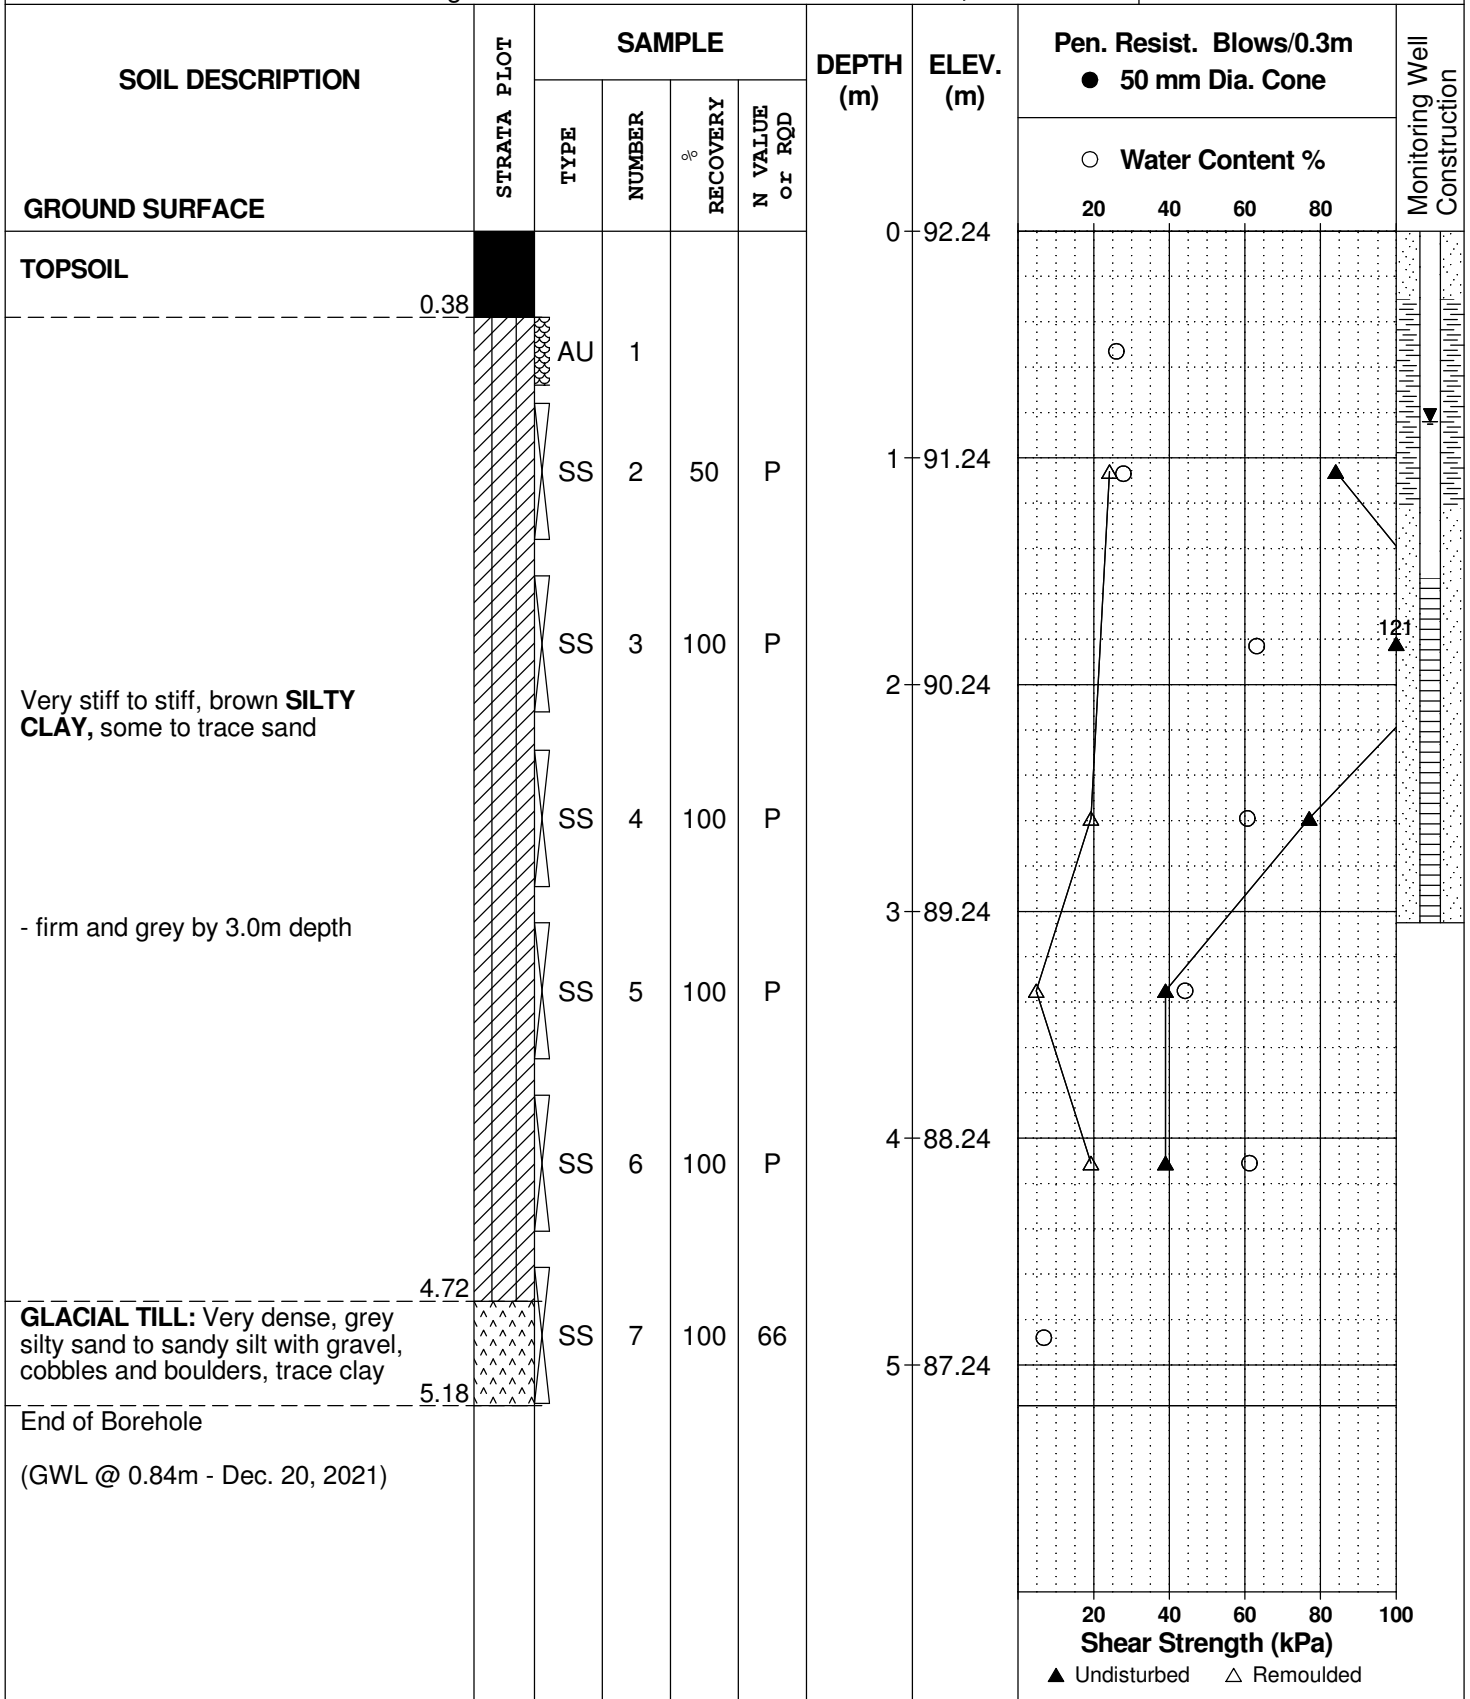 SOIL DESCRIPTION
GROUND SURFACE
STRATA PLOT
SAMPLE
TYPE
NUMBER
%
RECOVERY
N VALUE
or RQD
DEPTH
(m)
ELEV.
(m)
Pen. Resist. Blows/0.3m
● 50 mm Dia. Cone
○ Water Content %
20 40 60 80
Monitoring Well
Construction
0 92.24
TOPSOIL
0.38
AU 1
1 91.24
SS 2 50 P
121
SS 3 100 P
2 90.24
Very stiff to stiff, brown SILTY
CLAY, some to trace sand
SS 4 100 P
3 89.24
- firm and grey by 3.0m depth
SS 5 100 P
4 88.24
SS 6 100 P
4.72
GLACIAL TILL: Very dense, grey
silty sand to sandy silt with gravel,
cobbles and boulders, trace clay
SS 7 100 66
5 87.24
5.18
End of Borehole
(GWL @ 0.84m - Dec. 20, 2021)
20 40 60 80 100
Shear Strength (kPa)
▲ Undisturbed △ Remoulded